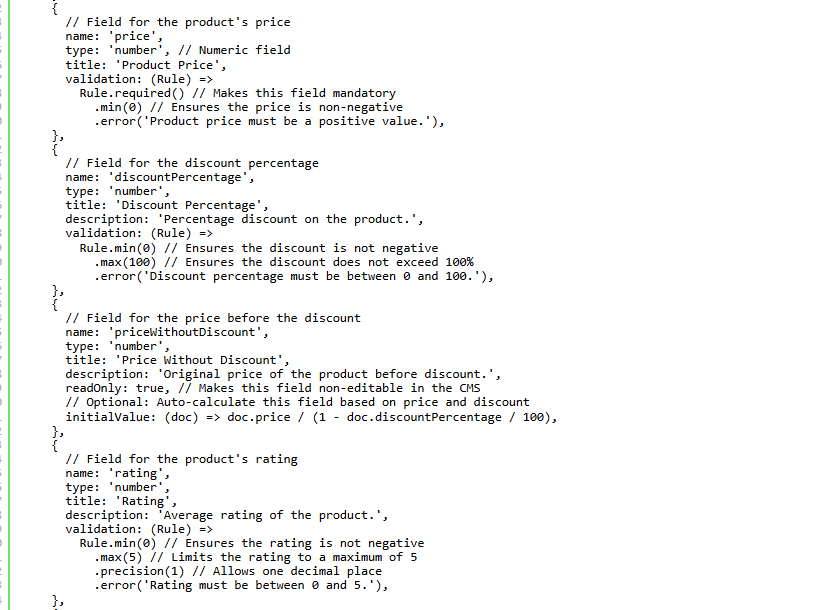 {
// Field for the product's price
name: 'price',
type: 'number', // Numeric field
title: 'Product Price',
validation: (Rule) =>
Rule.required() // Makes this field mandatory
.min(0) // Ensures the price is non-negative
.error('Product price must be a positive value.'),
},
{
// Field for the discount percentage
name: 'discountPercentage',
type: 'number',
title: 'Discount Percentage',
description: 'Percentage discount on the product.',
validation: (Rule) =>
Rule.min(0) // Ensures the discount is not negative
.max(100) // Ensures the discount does not exceed 100%
.error('Discount percentage must be between 0 and 100.'),
},
{
// Field for the price before the discount
name: 'priceWithoutDiscount',
type: 'number',
title: 'Price Without Discount',
description: 'Original price of the product before discount.',
readOnly: true, // Makes this field non-editable in the CMS
// Optional: Auto-calculate this field based on price and discount
initialValue: (doc) => doc.price / (1 - doc.discountPercentage / 100),
},
{
// Field for the product's rating
name: 'rating',
type: 'number',
title: 'Rating',
description: 'Average rating of the product.',
validation: (Rule) =>
Rule.min(0) // Ensures the rating is not negative
.max(5) // Limits the rating to a maximum of 5
.precision(1) // Allows one decimal place
.error('Rating must be between 0 and 5.'),
},